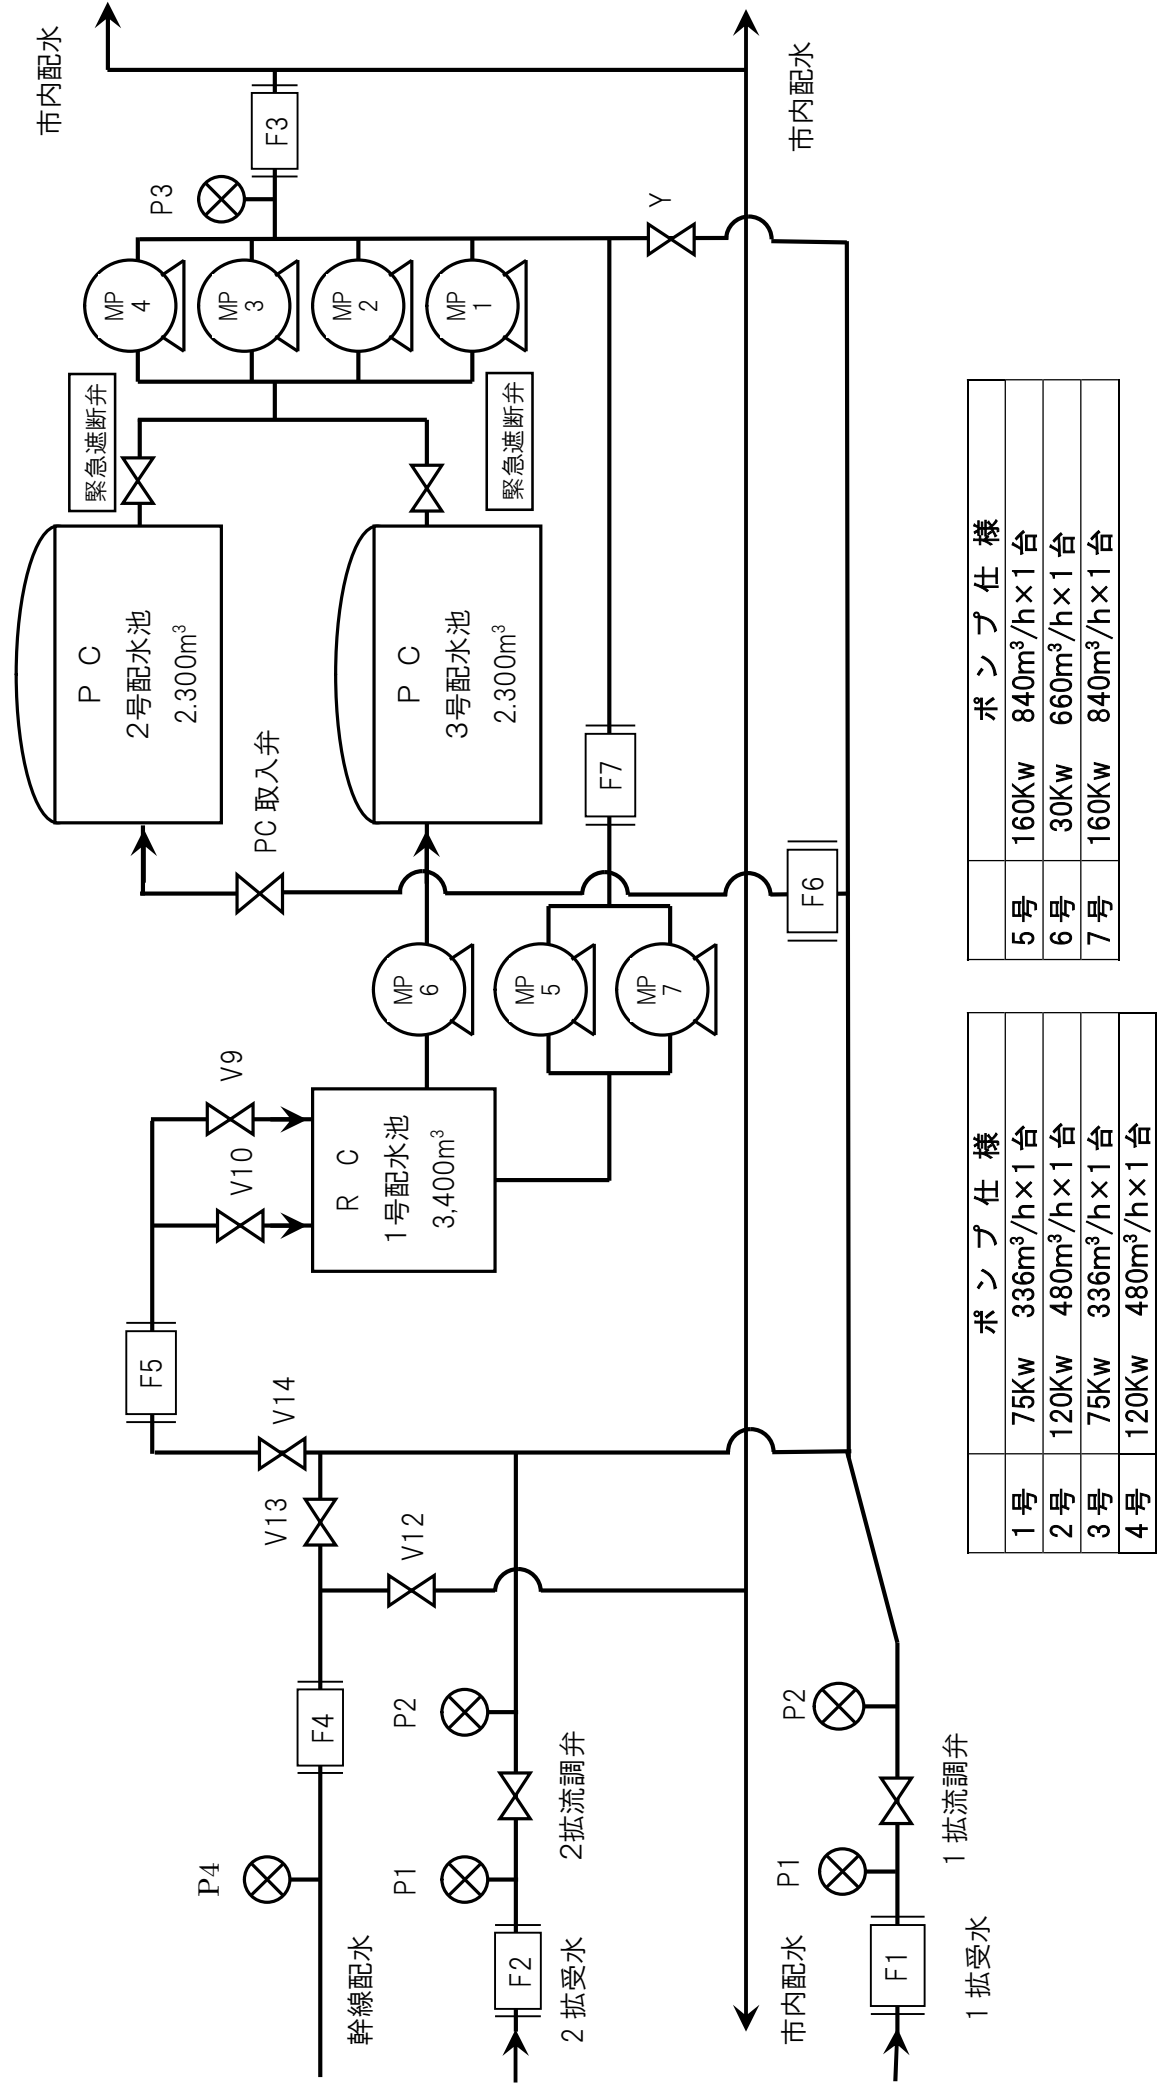 市内配水
市内配水
F3
P3
Y
MP
4
MP
3
MP
2
MP
1
緊急遮断弁
緊急遮断弁
P C
2号配水池
2.300m³
P C
3号配水池
2.300m³
PC 取入弁
F7
F6
MP
6
MP
5
MP
7
V9
V10
R C
1号配水池
3,400m³
F5
V14
V13
V12
F4
P4
幹線配水
P2
2拡流調弁
P1
F2
2 拡受水
市内配水
P2
1 拡流調弁
P1
F1
1 拡受水
ポ ン プ 仕 様
1 号 75Kw 336m³/h×1 台
2 号 120Kw 480m³/h×1 台
3 号 75Kw 336m³/h×1 台
4 号 120Kw 480m³/h×1 台
ポ ン プ 仕 様
5 号 160Kw 840m³/h×1 台
6 号 30Kw 660m³/h×1 台
7 号 160Kw 840m³/h×1 台